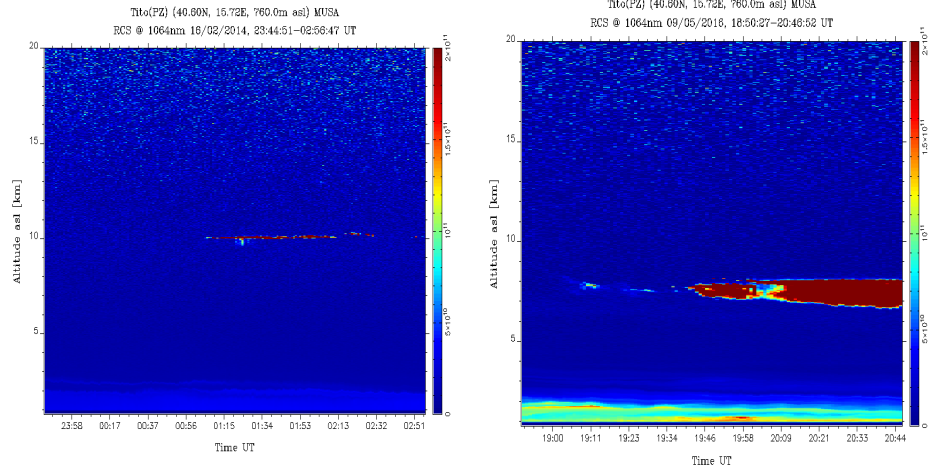 Tito(PZ) (40.60N, 15.72E, 760.0m asl) MUSA
RCS @ 1064nm 16/02/2014, 23:44:51-02:56:47 UT
20
15
10
5
Altitude asl [km]
23:58 00:17 00:37 00:56 01:15 01:34 01:53 02:13 02:32 02:51
Time UT
2×10¹¹
1.5×10¹¹
1×10¹¹
5×10¹⁰
0
Tito(PZ) (40.60N, 15.72E, 760.0m asl) MUSA
RCS @ 1064nm 09/05/2016, 18:50:27-20:46:52 UT
20
15
10
5
Altitude asl [km]
19:00 19:11 19:23 19:34 19:46 19:58 20:09 20:21 20:33 20:44
Time UT
2×10¹¹
1.5×10¹¹
1×10¹¹
5×10¹⁰
0